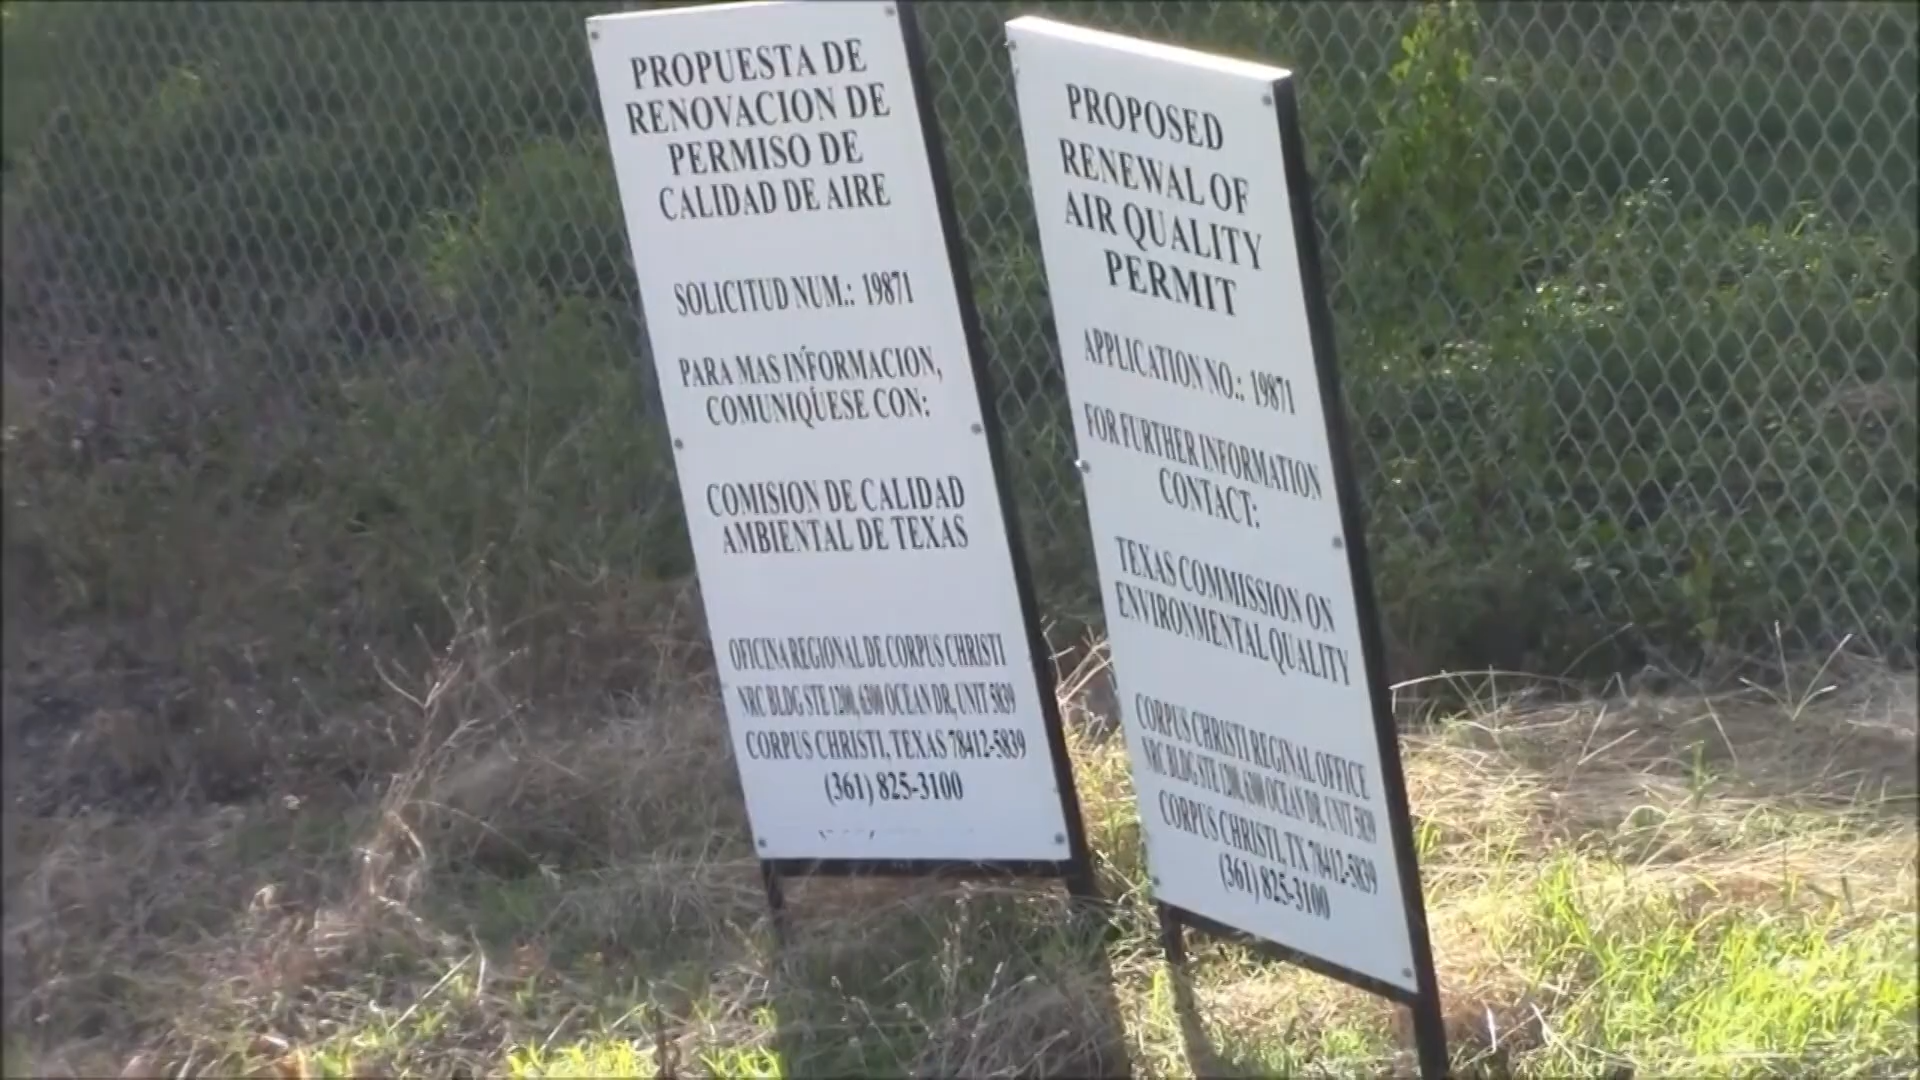 PROPUESTA DE
RENOVACION DE
PERMISO DE
CALIDAD DE AIRE
SOLICITUD NUM.: 19871
PARA MAS INFORMACION,
COMUNIQUESE CON:
COMISION DE CALIDAD
AMBIENTAL DE TEXAS
OFICINA REGIONAL DE CORPUS CHRISTI
NRC BLDG STE 1200, 6300 OCEAN DR, UNIT 5839
CORPUS CHRISTI, TEXAS 78412-5839
(361) 825-3100
PROPOSED
RENEWAL OF
AIR QUALITY
PERMIT
APPLICATION NO.: 19871
FOR FURTHER INFORMATION
CONTACT:
TEXAS COMMISSION ON
ENVIRONMENTAL QUALITY
CORPUS CHRISTI REGINAL OFFICE
NRC BLDG STE 1200, 6300 OCEAN DR, UNIT 5839
CORPUS CHRISTI, TX 78412-5839
(361) 825-3100